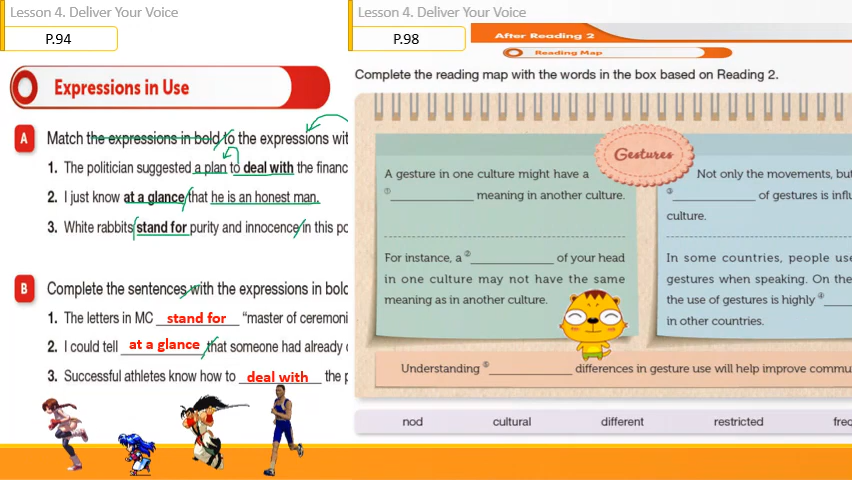 Lesson 4. Deliver Your Voice
P.94
Expressions in Use
A Match the expressions in bold to the expressions wit
1. The politician suggested a plan to deal with the financ
2. I just know at a glance that he is an honest man.
3. White rabbits stand for purity and innocence in this po
B Complete the sentences with the expressions in bold
1. The letters in MC stand for “master of ceremoni
2. I could tell at a glance that someone had already
3. Successful athletes know how to deal with the p
Lesson 4. Deliver Your Voice
P.98
After Reading 2
Reading Map
Complete the reading map with the words in the box based on Reading 2.
Gestures
A gesture in one culture might have a
① meaning in another culture.
For instance, a ② of your head
in one culture may not have the same
meaning as in another culture.
Not only the movements, but
③ of gestures is influ
culture.
In some countries, people use
gestures when speaking. On the
the use of gestures is highly ④
in other countries.
Understanding ⑤ differences in gesture use will help improve commu
nod cultural different restricted freq